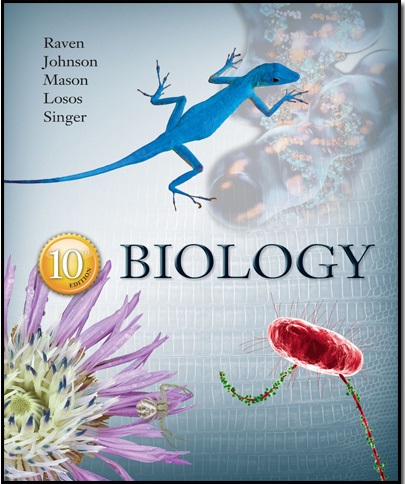 Raven
Johnson
Mason
Losos
Singer
10
EDITION
BIOLOGY